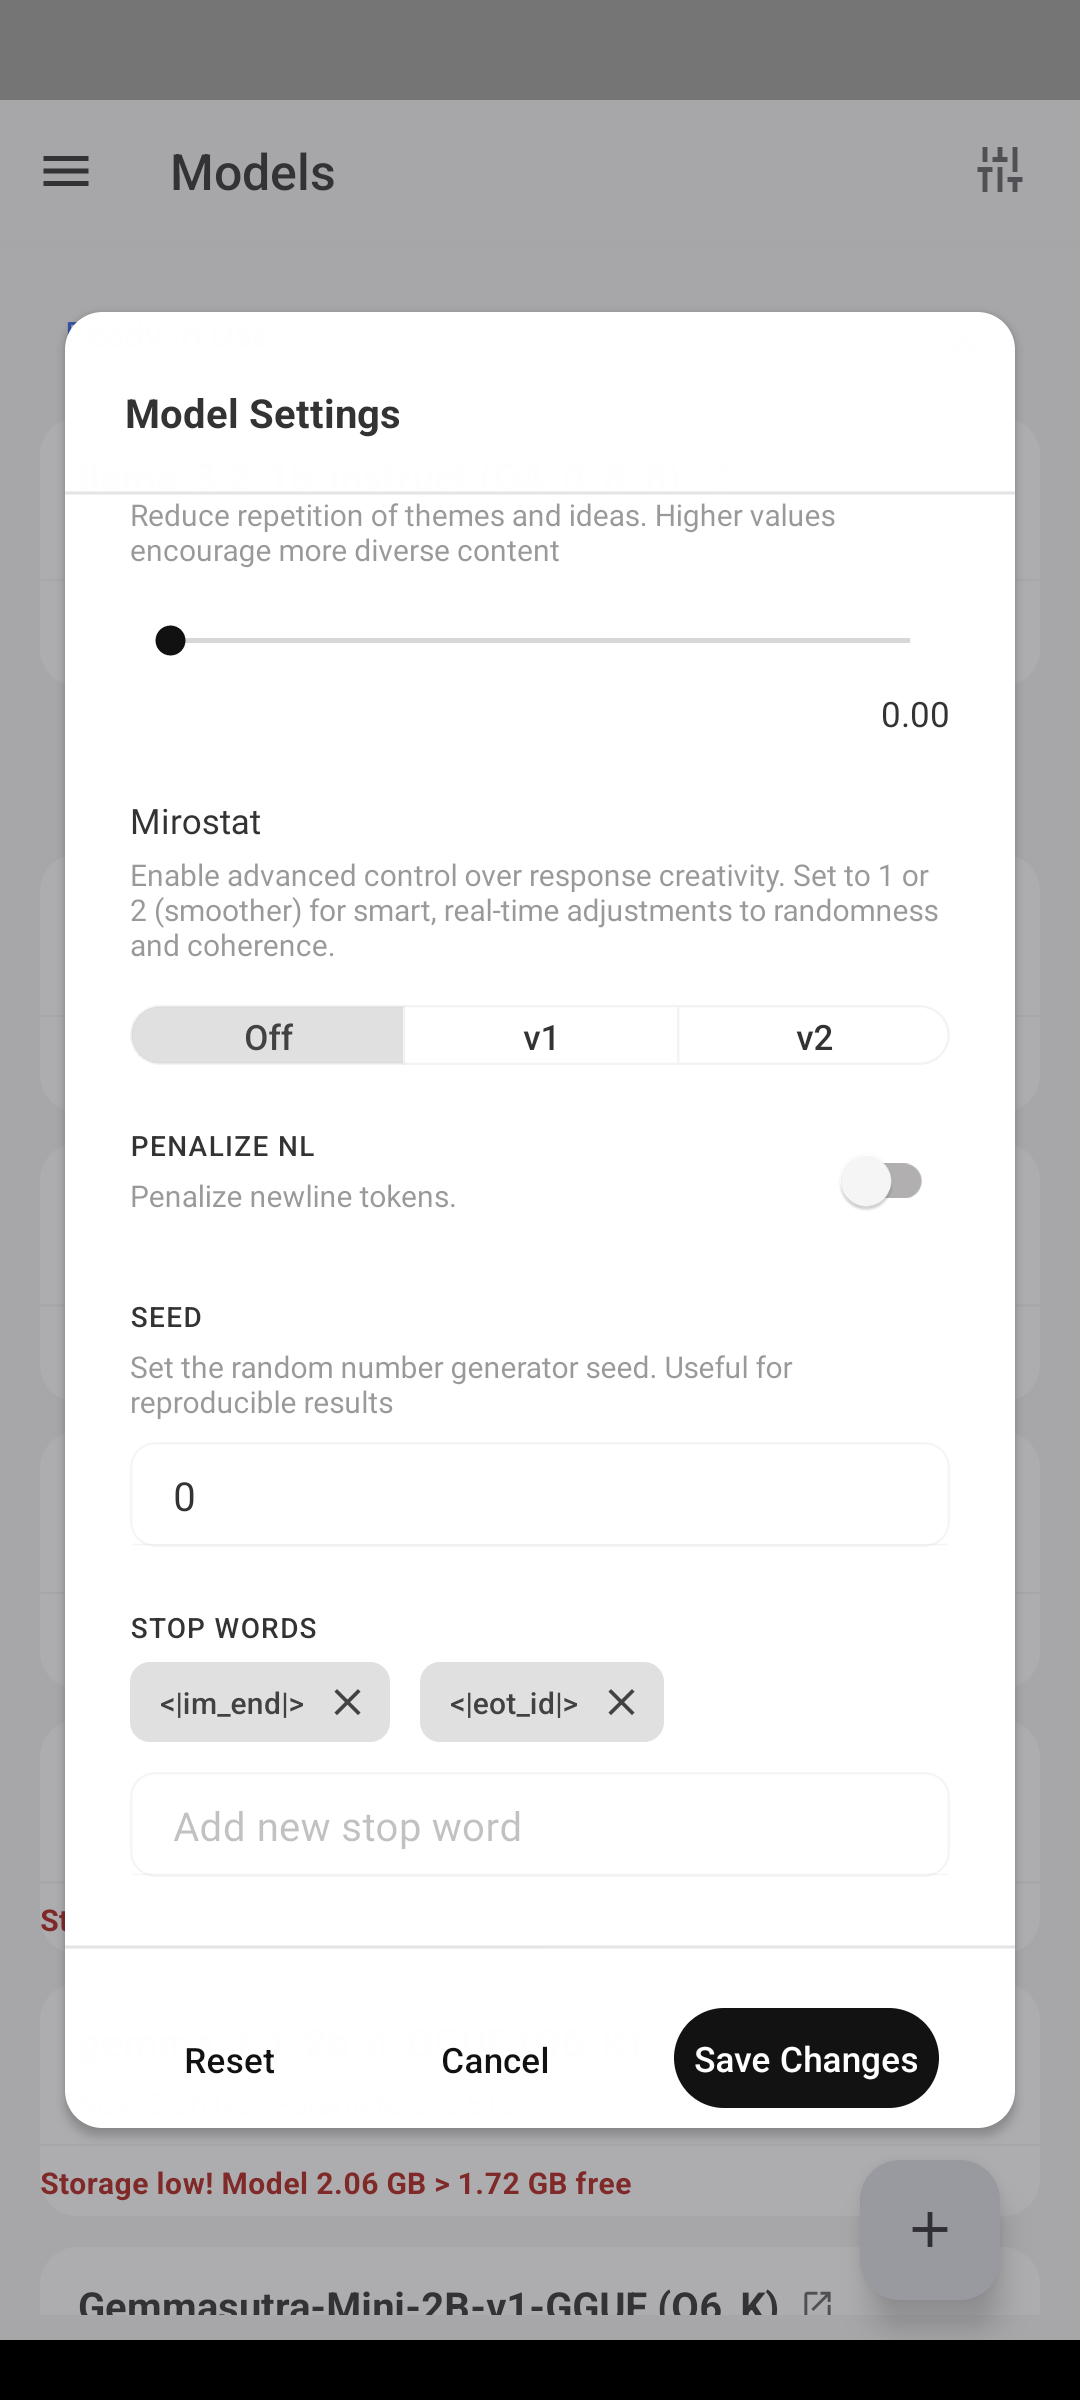 Models
Model Settings
Reduce repetition of themes and ideas. Higher values
encourage more diverse content
0.00
Mirostat
Enable advanced control over response creativity. Set to 1 or
2 (smoother) for smart, real-time adjustments to randomness
and coherence.
Off v1 v2
PENALIZE NL
Penalize newline tokens.
SEED
Set the random number generator seed. Useful for
reproducible results
0
STOP WORDS
<|im_end|> <|eot_id|>
Add new stop word
St
Reset Cancel Save Changes
Storage low! Model 2.06 GB > 1.72 GB free
Gemmasutra-Mini-2B-v1-GGUF (Q6_K)